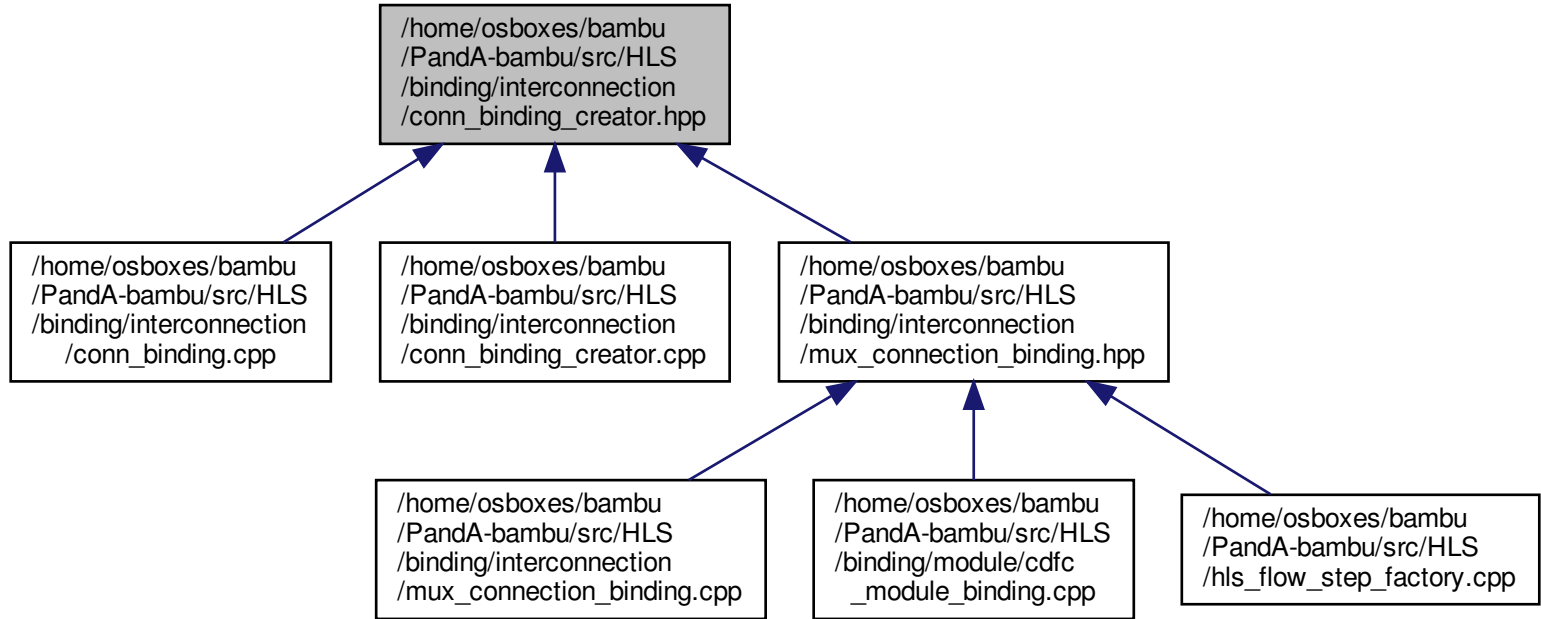 /home/osboxes/bambu
/PandA-bambu/src/HLS
/binding/interconnection
/conn_binding_creator.hpp
/home/osboxes/bambu
/PandA-bambu/src/HLS
/binding/interconnection
/conn_binding.cpp
/home/osboxes/bambu
/PandA-bambu/src/HLS
/binding/interconnection
/conn_binding_creator.cpp
/home/osboxes/bambu
/PandA-bambu/src/HLS
/binding/interconnection
/mux_connection_binding.hpp
/home/osboxes/bambu
/PandA-bambu/src/HLS
/binding/interconnection
/mux_connection_binding.cpp
/home/osboxes/bambu
/PandA-bambu/src/HLS
/binding/module/cdfc
_module_binding.cpp
/home/osboxes/bambu
/PandA-bambu/src/HLS
/hls_flow_step_factory.cpp